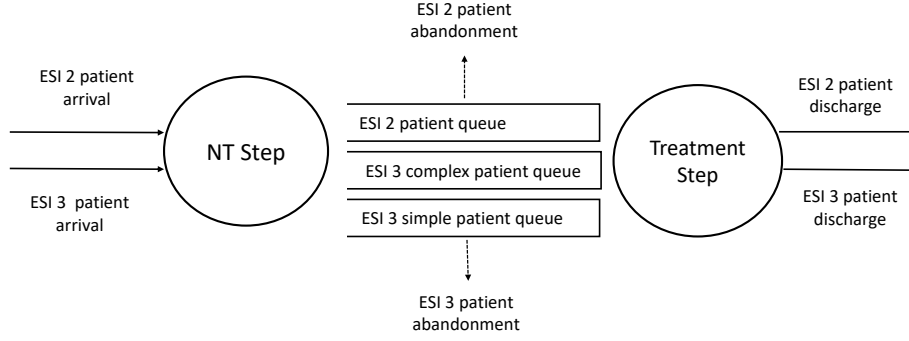 ESI 2 patient
abandonment
ESI 2 patient
arrival
ESI 3  patient
arrival
NT Step
ESI 2 patient queue
ESI 3 complex patient queue
ESI 3 simple patient queue
Treatment
Step
ESI 2 patient
discharge
ESI 3 patient
discharge
ESI 3 patient
abandonment